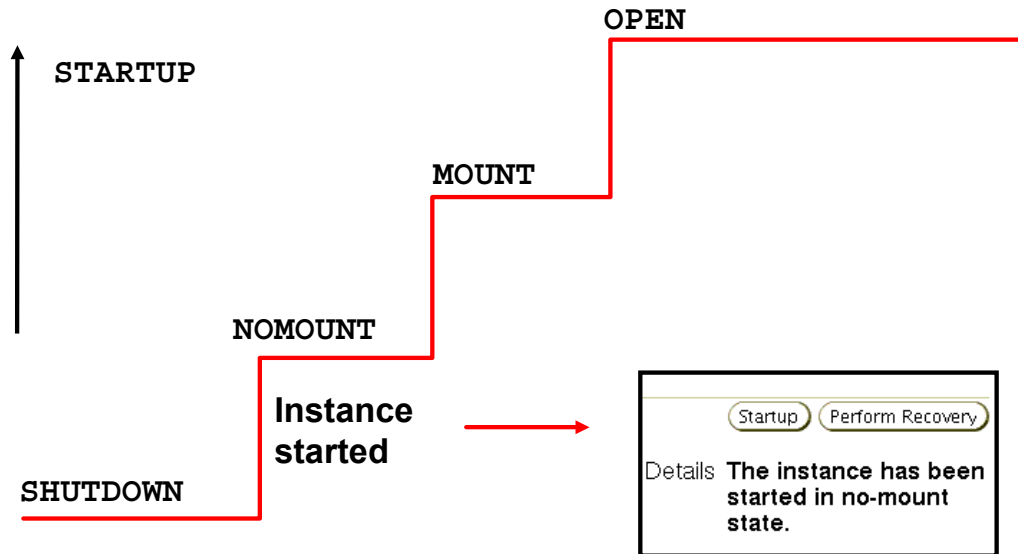 OPEN
STARTUP
MOUNT
NOMOUNT
Instance
started
SHUTDOWN
Startup Perform Recovery
Details The instance has been
started in no-mount
state.